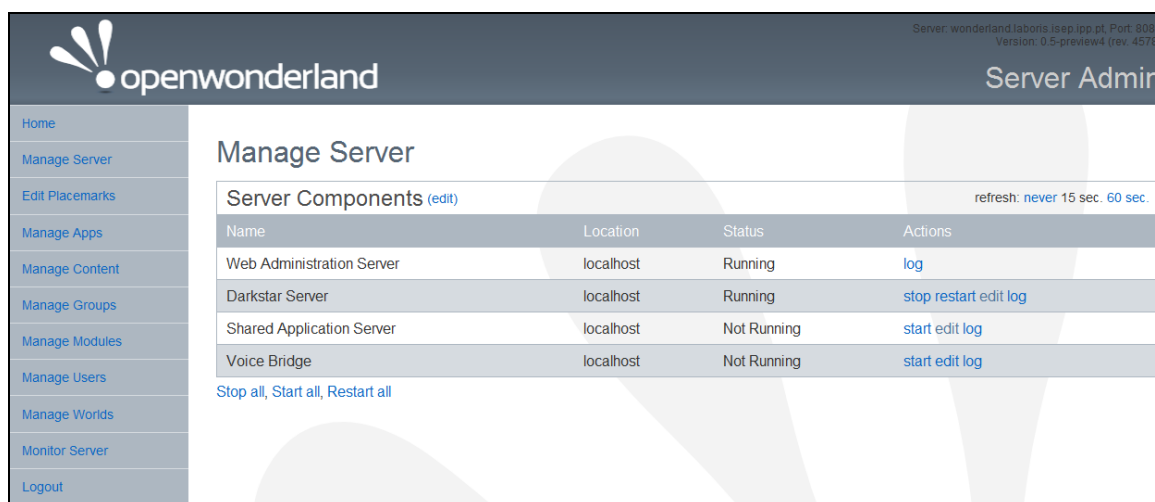 Server: wonderland.laboris.isep.ipp.pt, Port: 808
Version: 0.5-preview4 (rev. 4578
openwonderland
Server Admin
Home
Manage Server
Edit Placemarks
Manage Apps
Manage Content
Manage Groups
Manage Modules
Manage Users
Manage Worlds
Monitor Server
Logout
Manage Server
Server Components (edit) refresh: never 15 sec. 60 sec.
Name Location Status Actions
Web Administration Server localhost Running log
Darkstar Server localhost Running stop restart edit log
Shared Application Server localhost Not Running start edit log
Voice Bridge localhost Not Running start edit log
Stop all, Start all, Restart all